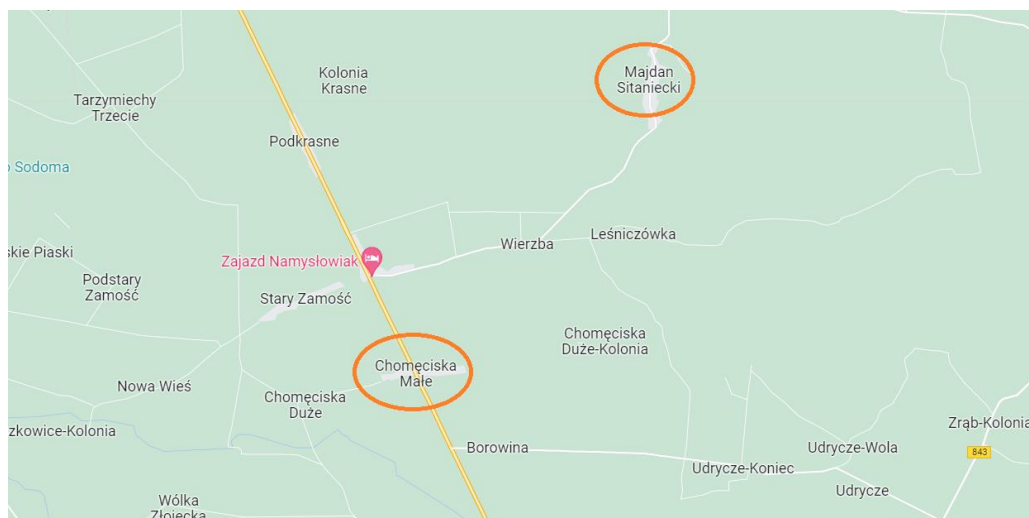 Majdan
Sitaniecki
Kolonia
Krasne
Tarzymiechy
Trzecie
Podkrasne
Sodoma
Leśniczówka
Wierzba
skie Piaski
Zajazd Namysłowiak
Podstary
Zamość
Stary Zamość
Chomęciska
Duże-Kolonia
Chomęciska
Małe
Nowa Wieś
Chomęciska
Duże
Zrąb-Kolonia
zkowice-Kolonia
Borowina
Udrycze-Wola
843
Udrycze-Koniec
Udrycze
Wólka
Złojecka